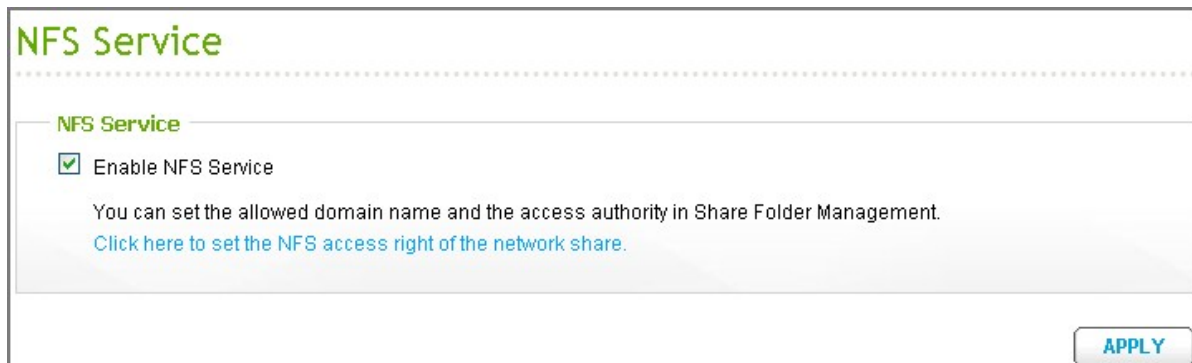 NFS Service
NFS Service
Enable NFS Service
You can set the allowed domain name and the access authority in Share Folder Management.
Click here to set the NFS access right of the network share.
APPLY